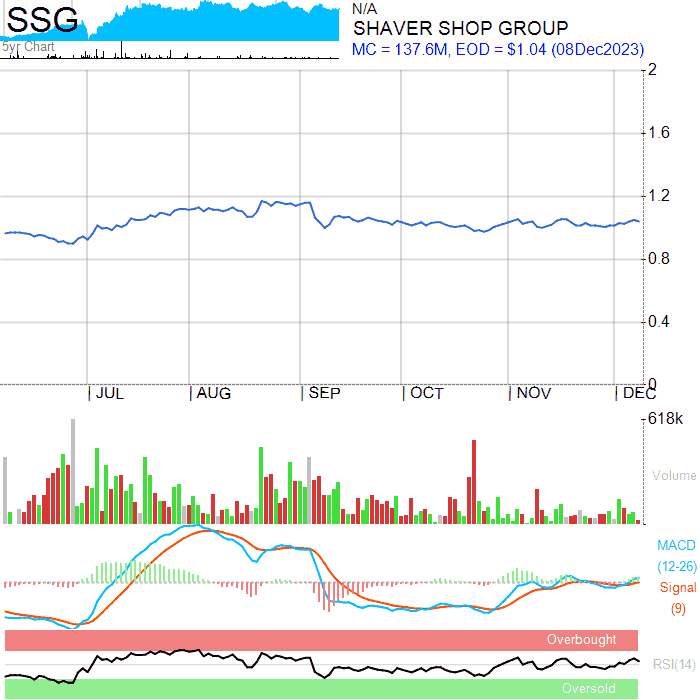 SSG
5yr Chart
N/A
SHAVER SHOP GROUP
MC = 137.6M, EOD = $1.04 (08Dec2023)
2
1.6
1.2
0.8
0.4
0
JUL AUG SEP OCT NOV DEC
618k
Volume
MACD
(12-26)
Signal
(9)
Overbought
RSI(14)
Oversold